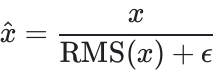 x̂ = x / (RMS(x) + ϵ)